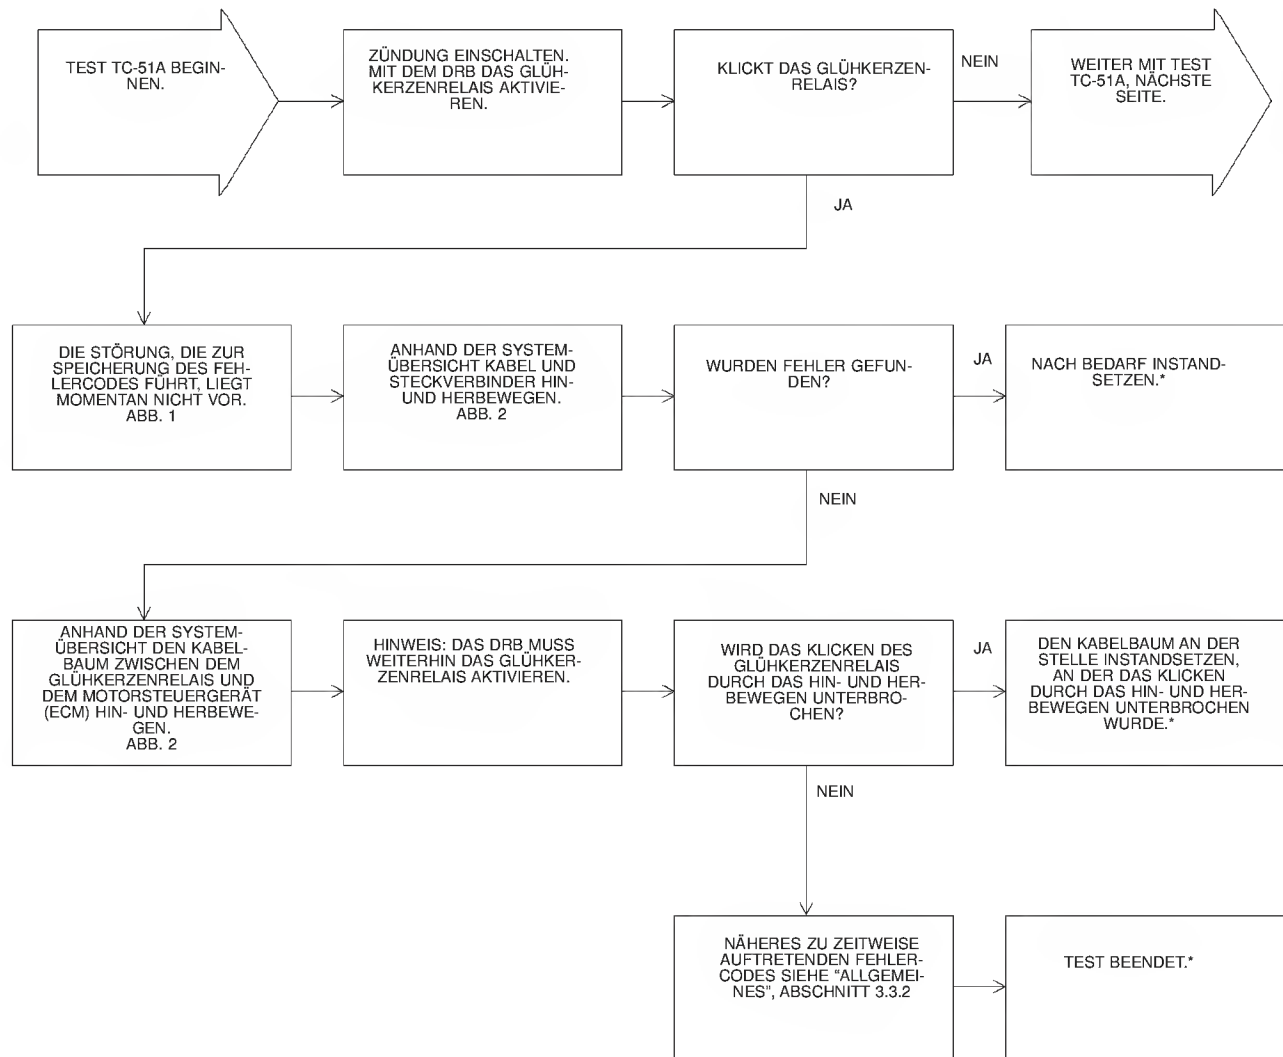 TEST TC-51A BEGIN-
NEN.
ZÜNDUNG EINSCHALTEN.
MIT DEM DRB DAS GLÜH-
KERZENRELAIS AKTIVIE-
REN.
KLICKT DAS GLÜHKERZEN-
RELAIS?
NEIN
WEITER MIT TEST
TC-51A, NÄCHSTE
SEITE.
JA
DIE STÖRUNG, DIE ZUR
SPEICHERUNG DES FEH-
LERCODES FÜHRT, LIEGT
MOMENTAN NICHT VOR.
ABB. 1
ANHAND DER SYSTEM-
ÜBERSICHT KABEL UND
STECKVERBINDER HIN-
UND HERBEWEGEN.
ABB. 2
WURDEN FEHLER GEFUN-
DEN?
JA
NACH BEDARF INSTAND-
SETZEN.*
NEIN
ANHAND DER SYSTEM-
ÜBERSICHT DEN KABEL-
BAUM ZWISCHEN DEM
GLÜHKERZENRELAIS UND
DEM MOTORSTEUERGERÄT
(ECM) HIN- UND HERBEWE-
GEN.
ABB. 2
HINWEIS: DAS DRB MUSS
WEITERHIN DAS GLÜHKER-
ZENRELAIS AKTIVIEREN.
WIRD DAS KLICKEN DES
GLÜHKERZENRELAIS
DURCH DAS HIN- UND HER-
BEWEGEN UNTERBRO-
CHEN?
JA
DEN KABELBAUM AN DER
STELLE INSTANDSETZEN,
AN DER DAS KLICKEN
DURCH DAS HIN- UND HER-
BEWEGEN UNTERBROCHEN
WURDE.*
NEIN
NÄHERES ZU ZEITWEISE
AUFTRETENDEN FEHLER-
CODES SIEHE “ALLGEMEI-
NES”, ABSCHNITT 3.3.2
TEST BEENDET.*